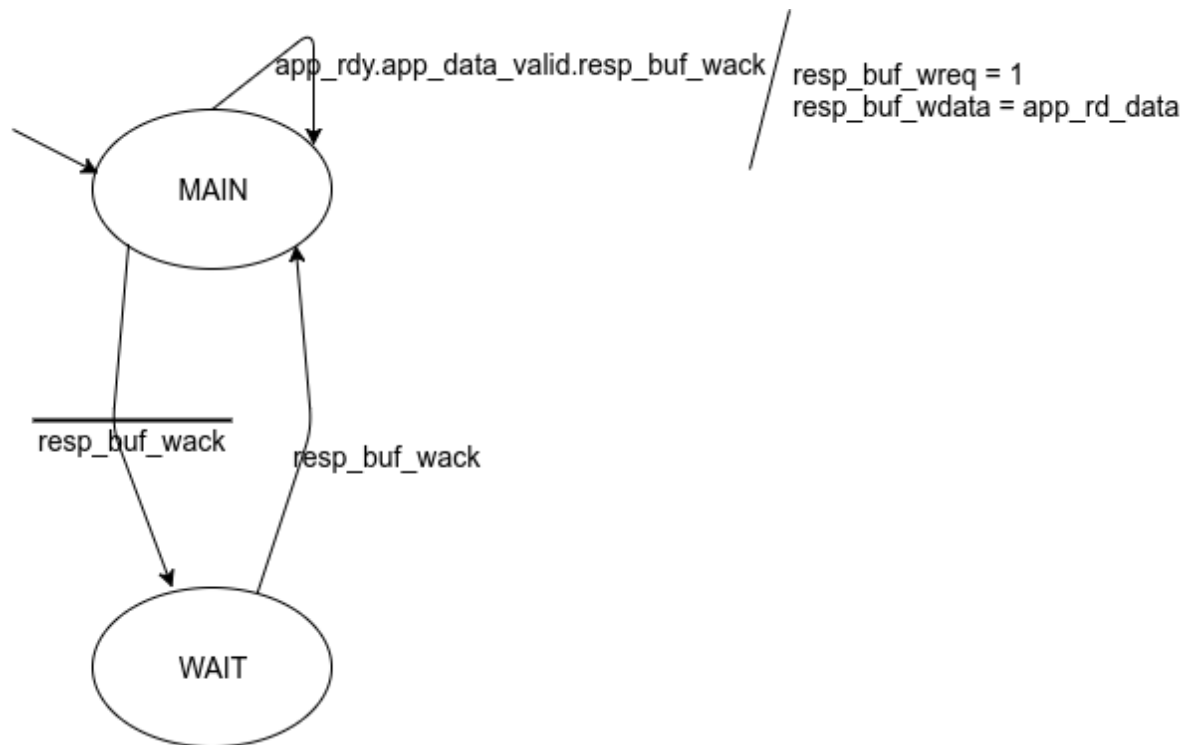 app_rdy.app_data_valid.resp_buf_wack
resp_buf_wreq = 1
resp_buf_wdata = app_rd_data
MAIN
resp_buf_wack
resp_buf_wack
WAIT